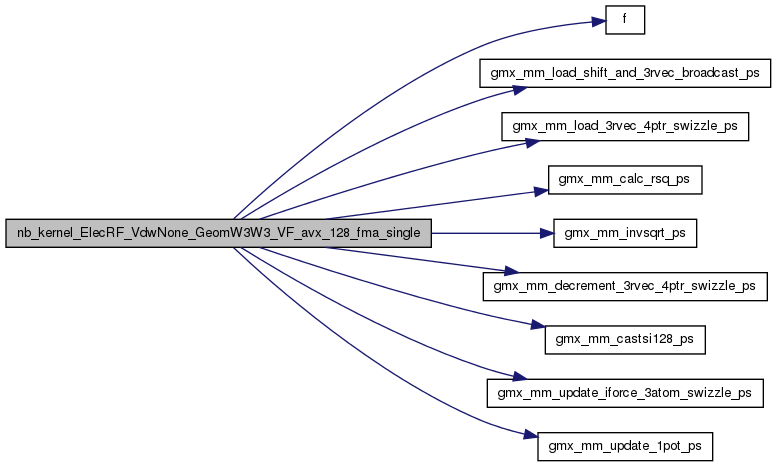 f
gmx_mm_load_shift_and_3rvec_broadcast_ps
gmx_mm_load_3rvec_4ptr_swizzle_ps
gmx_mm_calc_rsq_ps
nb_kernel_ElecRF_VdwNone_GeomW3W3_VF_avx_128_fma_single
gmx_mm_invsqrt_ps
gmx_mm_decrement_3rvec_4ptr_swizzle_ps
gmx_mm_castsi128_ps
gmx_mm_update_iforce_3atom_swizzle_ps
gmx_mm_update_1pot_ps